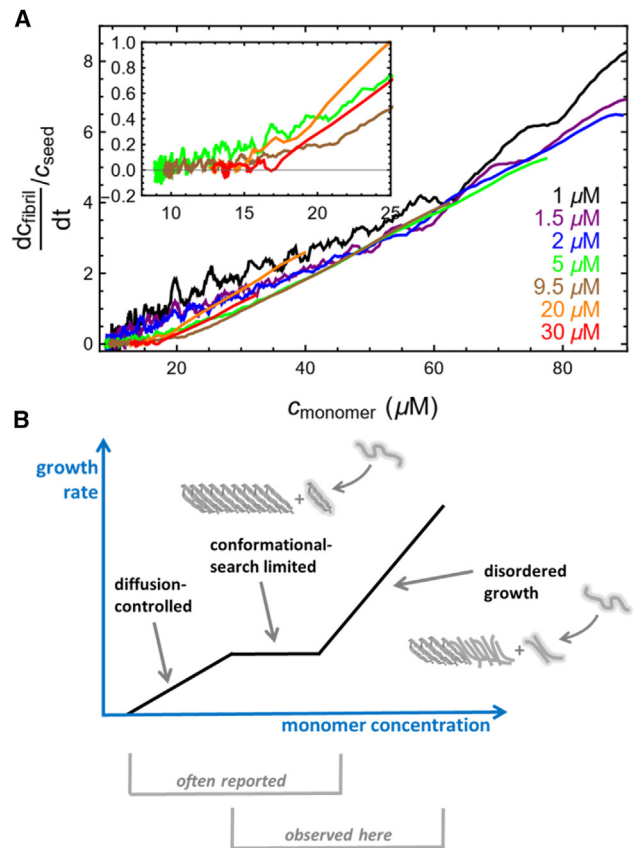 A
dc_fibril/dt / c_seed
8
6
4
2
0
1.0
0.8
0.6
0.4
0.2
0.0
-0.2
10 15 20 25
1 µM
1.5 µM
2 µM
5 µM
9.5 µM
20 µM
30 µM
20 40 60 80
c_monomer (µM)
B
growth
rate
conformational-
search limited
diffusion-
controlled
disordered
growth
+
+
monomer concentration
often reported
observed here